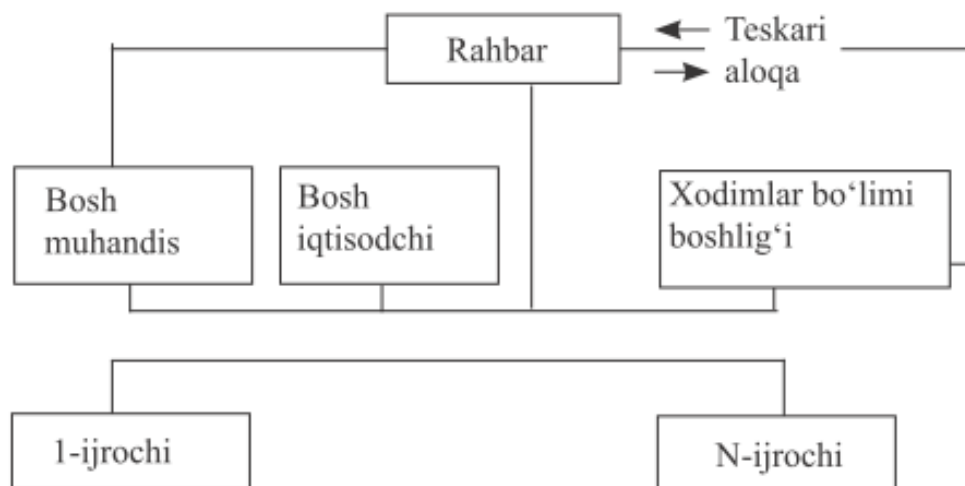 Rahbar
Teskari
aloqa
Bosh
muhandis
Bosh
iqtisodchi
Xodimlar bo‘limi
boshlig‘i
1-ijrochi
N-ijrochi